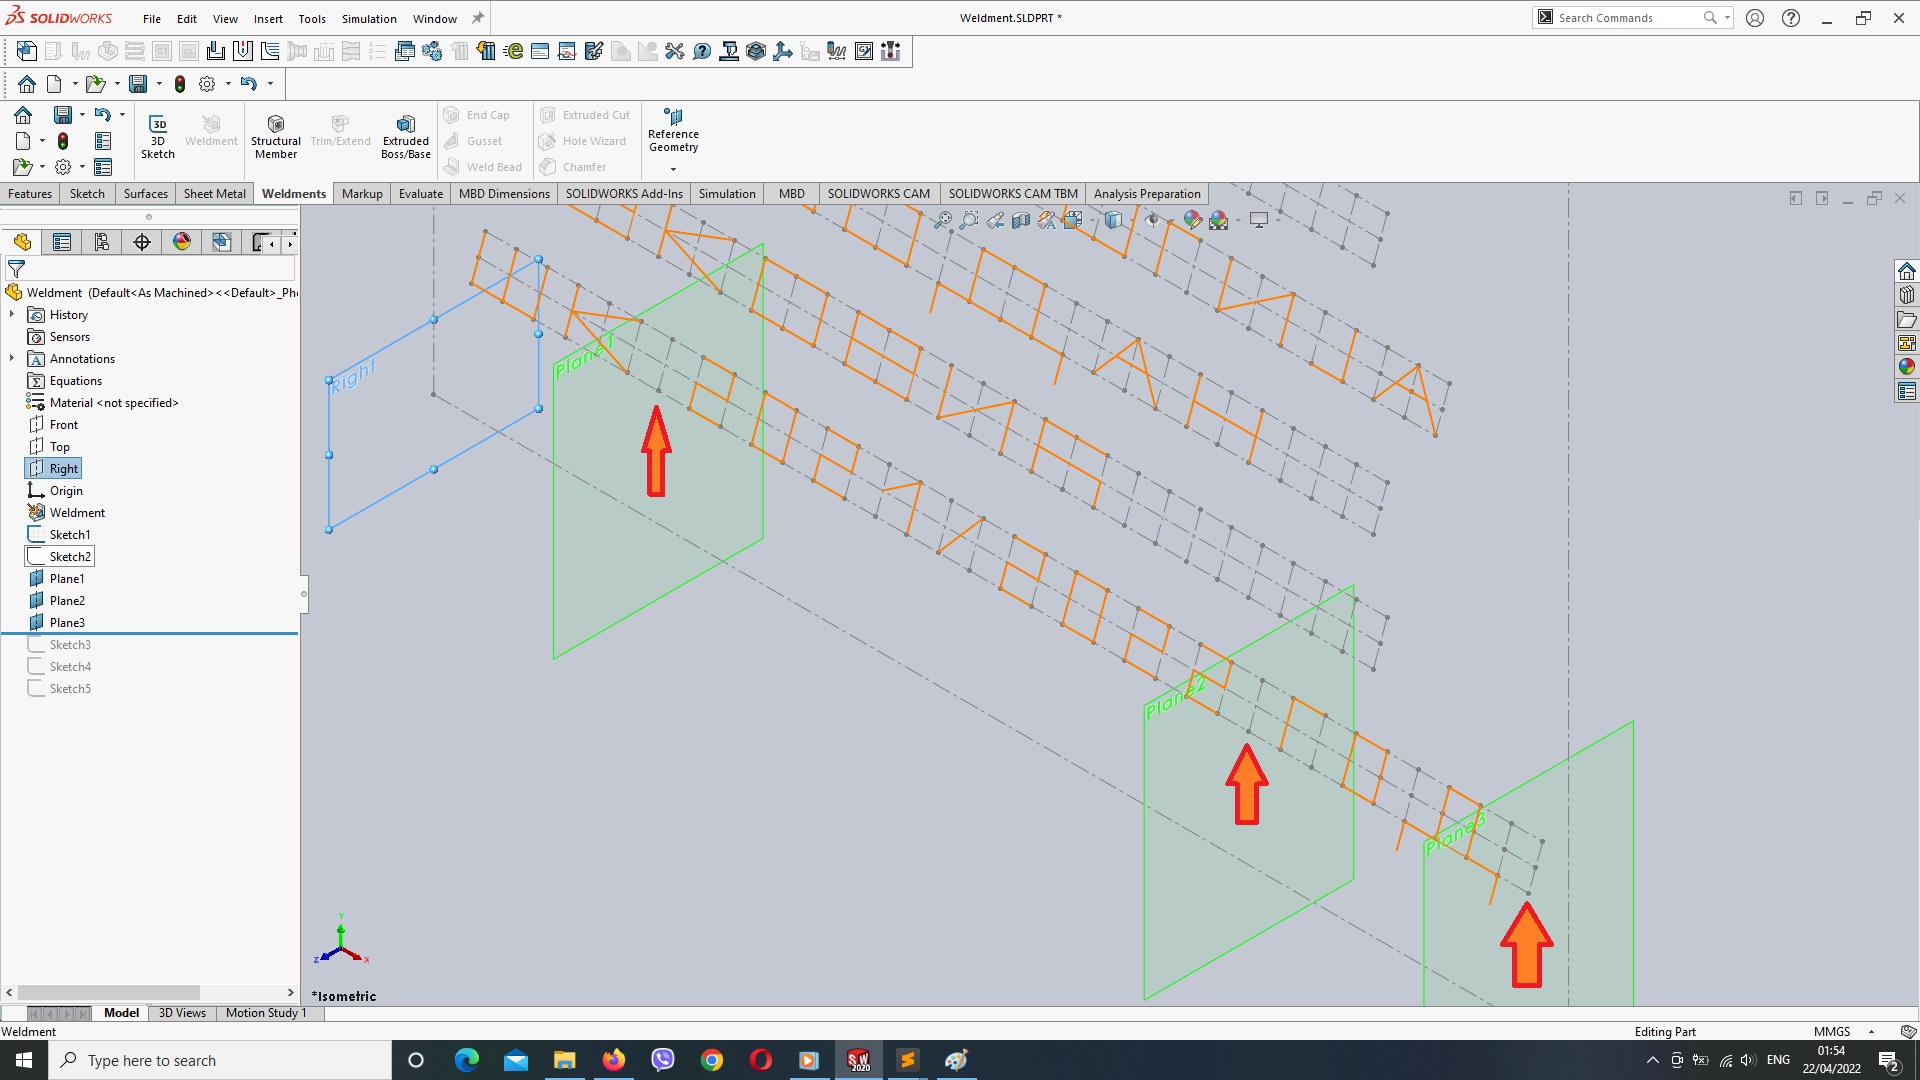 SOLIDWORKS
File Edit View Insert Tools Simulation Window
Weldment.SLDPRT *
Search Commands
3D Sketch
Weldment
Structural Member
Trim/Extend
Extruded Boss/Base
End Cap
Gusset
Weld Bead
Extruded Cut
Hole Wizard
Chamfer
Reference Geometry
Features Sketch Surfaces Sheet Metal Weldments Markup Evaluate MBD Dimensions SOLIDWORKS Add-Ins Simulation MBD SOLIDWORKS CAM SOLIDWORKS CAM TBM Analysis Preparation
Weldment (Default<As Machined><<Default>_Ph
History
Sensors
Annotations
Equations
Material <not specified>
Front
Top
Right
Origin
Weldment
Sketch1
Sketch2
Plane1
Plane2
Plane3
Sketch3
Sketch4
Sketch5
Right
Plane1
Plane2
Plane3
Y
Z
X
*Isometric
Model 3D Views Motion Study 1
Weldment
Editing Part
MMGS
Type here to search
SW 2020
ENG
01:54
22/04/2022
2